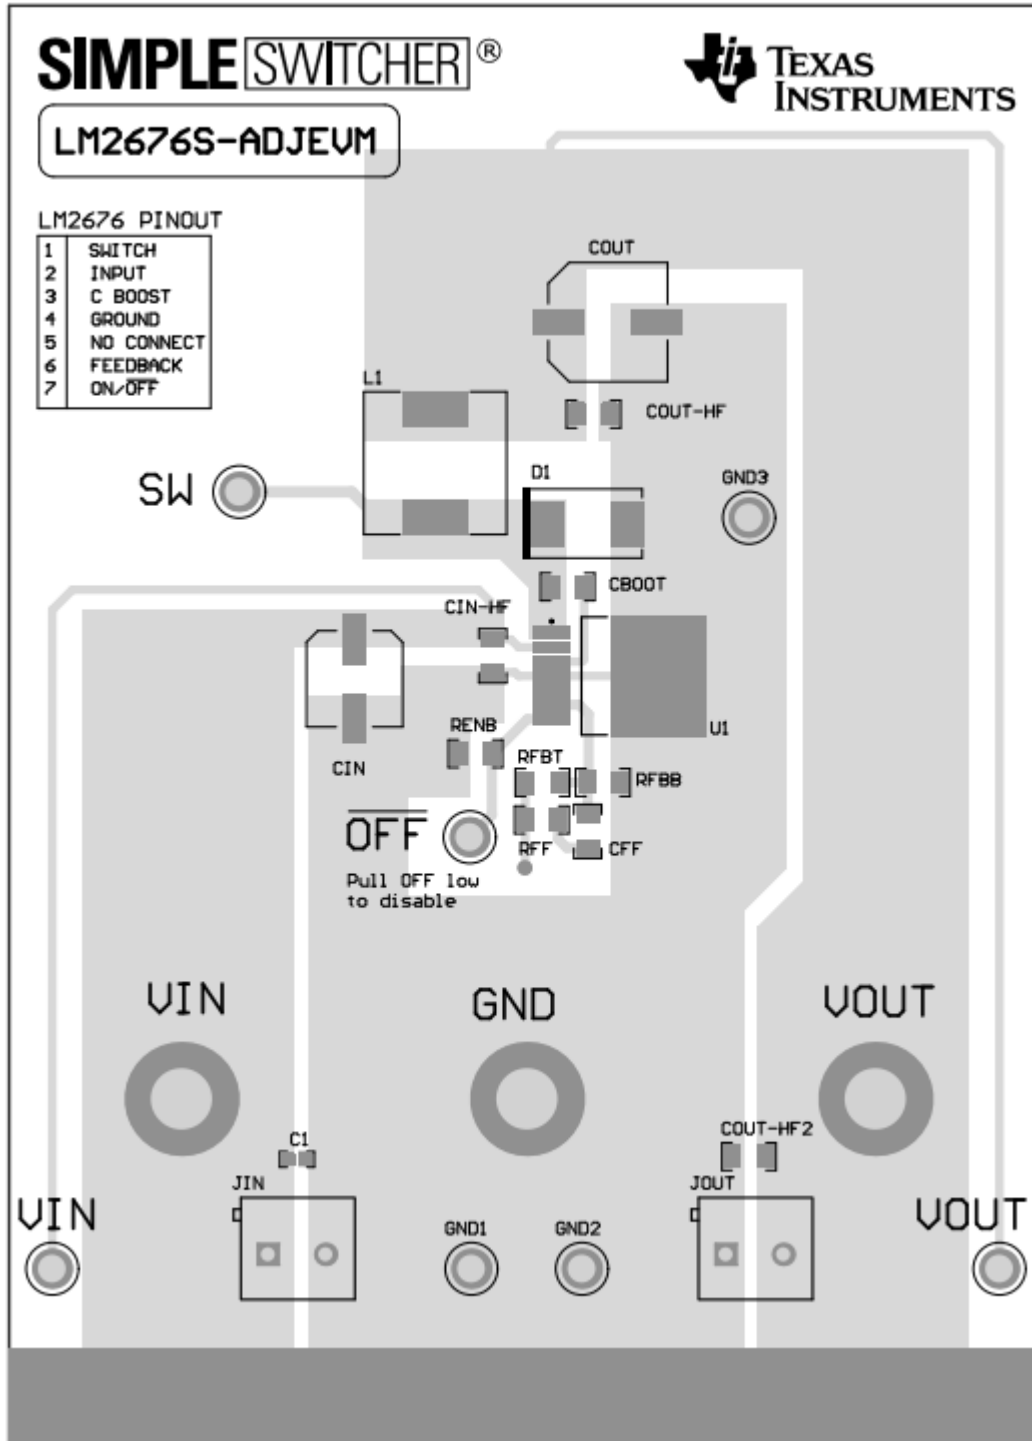 SIMPLE SWITCHER ®
TEXAS
INSTRUMENTS
LM2676S-ADJEVM
LM2676 PINOUT
1 SWITCH
2 INPUT
3 C BOOST
4 GROUND
5 NO CONNECT
6 FEEDBACK
7 ON/OFF
COUT
L1
COUT-HF
SW
D1
GND3
CBOOT
CIN-HF
U1
RENB
CIN
RFBT
RFBB
OFF
RFF
CFF
Pull OFF low
to disable
VIN
GND
VOUT
C1
COUT-HF2
JIN
JOUT
VIN
GND1
GND2
VOUT